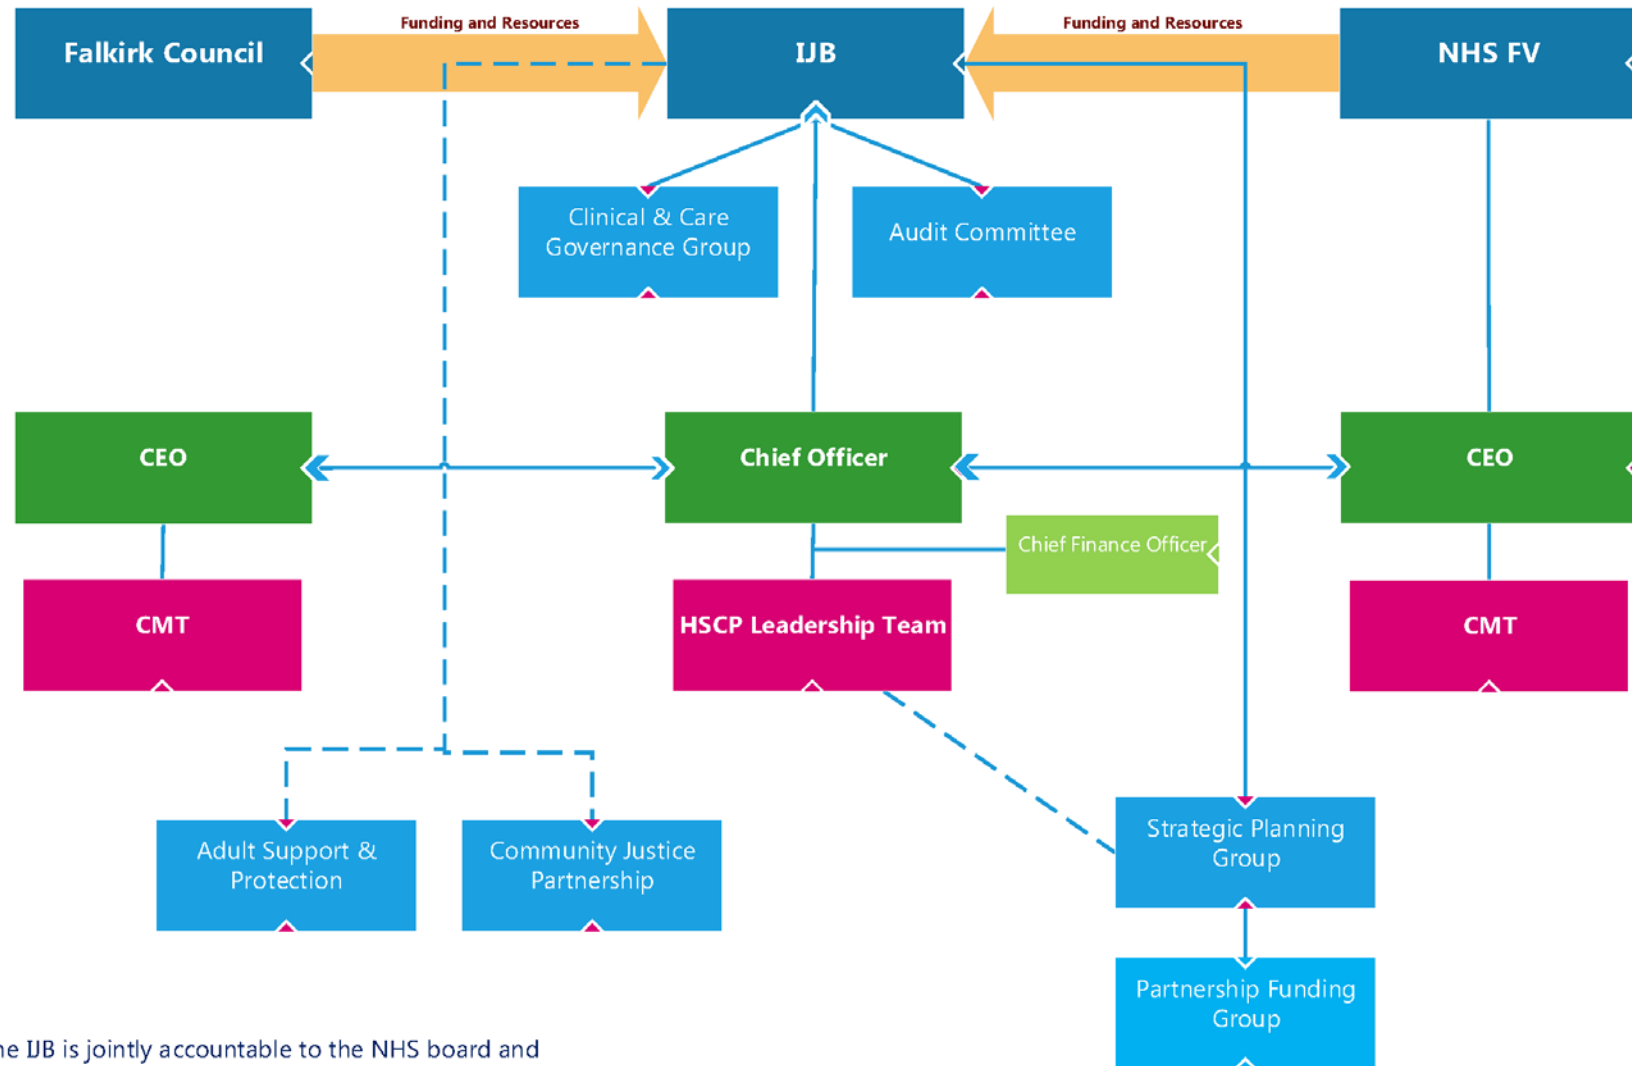 Funding and Resources
Funding and Resources
Falkirk Council
IJB
NHS FV
Clinical & Care
Governance Group
Audit Committee
CEO
Chief Officer
CEO
Chief Finance Officer
CMT
HSCP Leadership Team
CMT
Adult Support &
Protection
Community Justice
Partnership
Strategic Planning
Group
Partnership Funding
Group
IJB is jointly accountable to the NHS board and